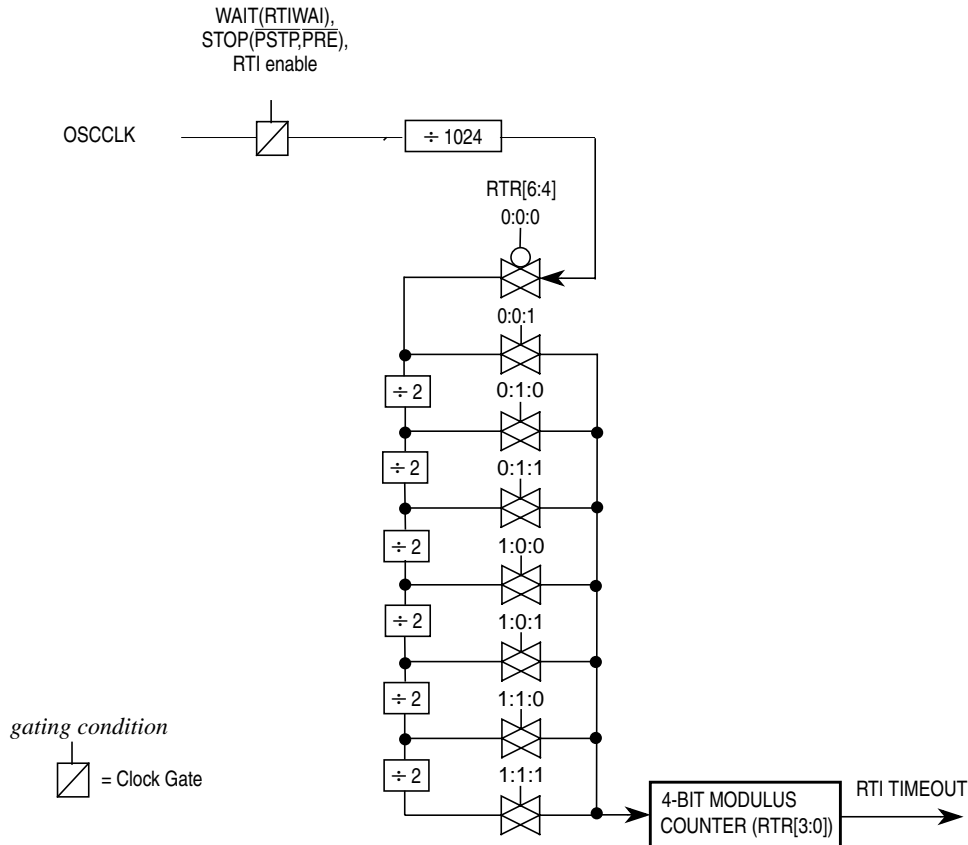 WAIT(RTIWAI),
STOP(PSTP,PRE),
RTI enable
OSCCLK
÷ 1024
RTR[6:4]
0:0:0
0:0:1
÷ 2
0:1:0
÷ 2
0:1:1
÷ 2
1:0:0
÷ 2
1:0:1
÷ 2
1:1:0
÷ 2
1:1:1
gating condition
= Clock Gate
4-BIT MODULUS
COUNTER (RTR[3:0])
RTI TIMEOUT